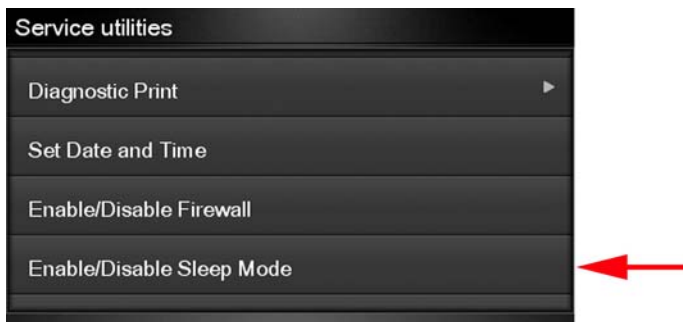 Service utilities
Diagnostic Print
Set Date and Time
Enable/Disable Firewall
Enable/Disable Sleep Mode